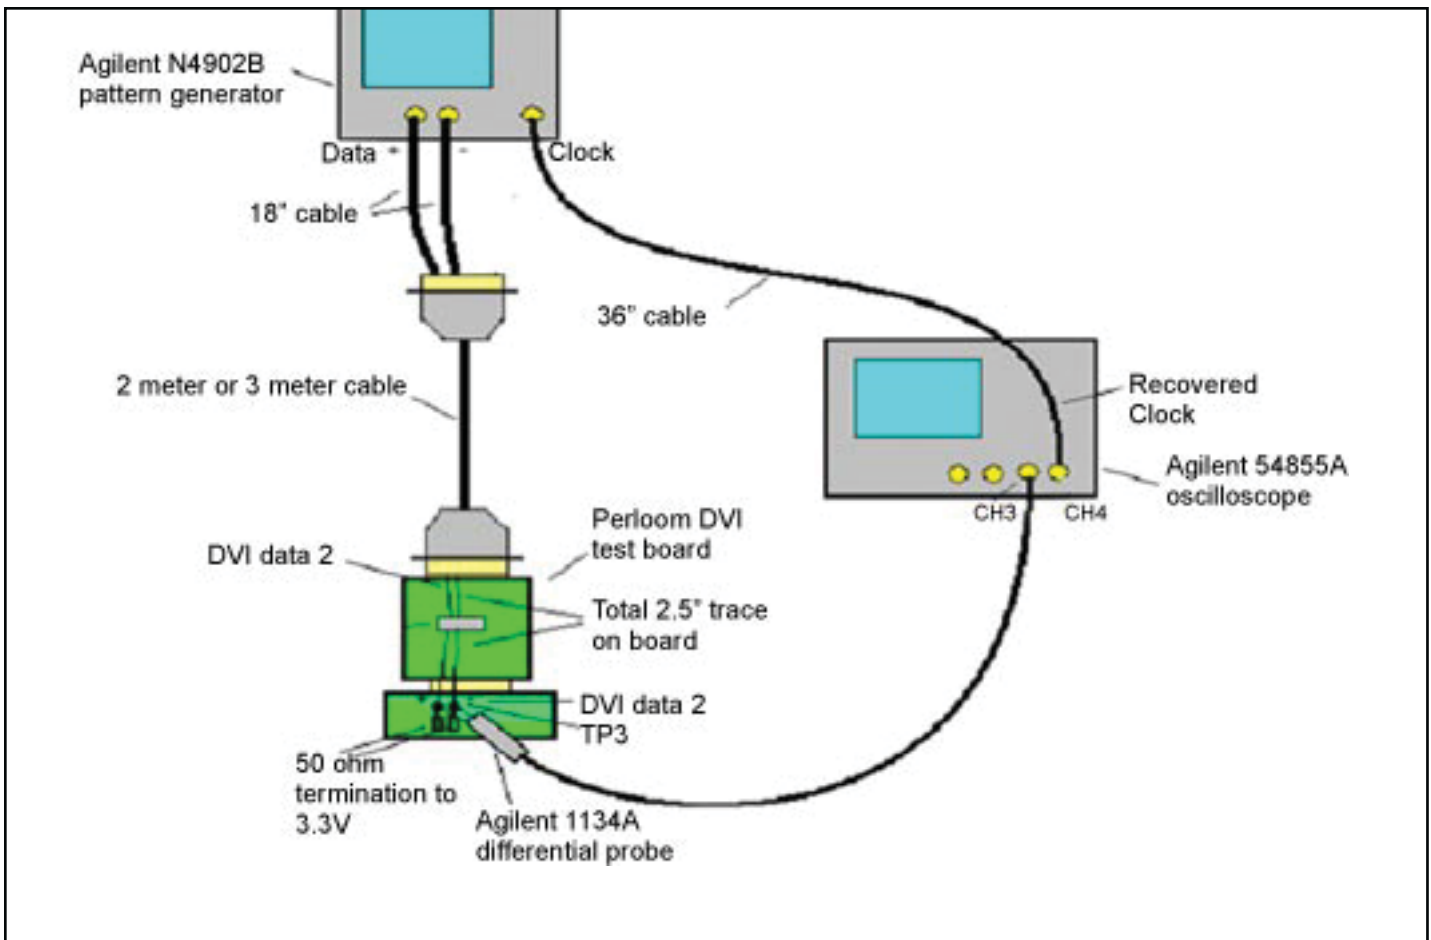 Agilent N4902B
pattern generator
Data + -
Clock
18" cable
36" cable
2 meter or 3 meter cable
Recovered
Clock
Agilent 54855A
oscilloscope
CH3
CH4
Perloom DVI
test board
DVI data 2
Total 2.5" trace
on board
DVI data 2
TP3
50 ohm
termination to
3.3V
Agilent 1134A
differential probe